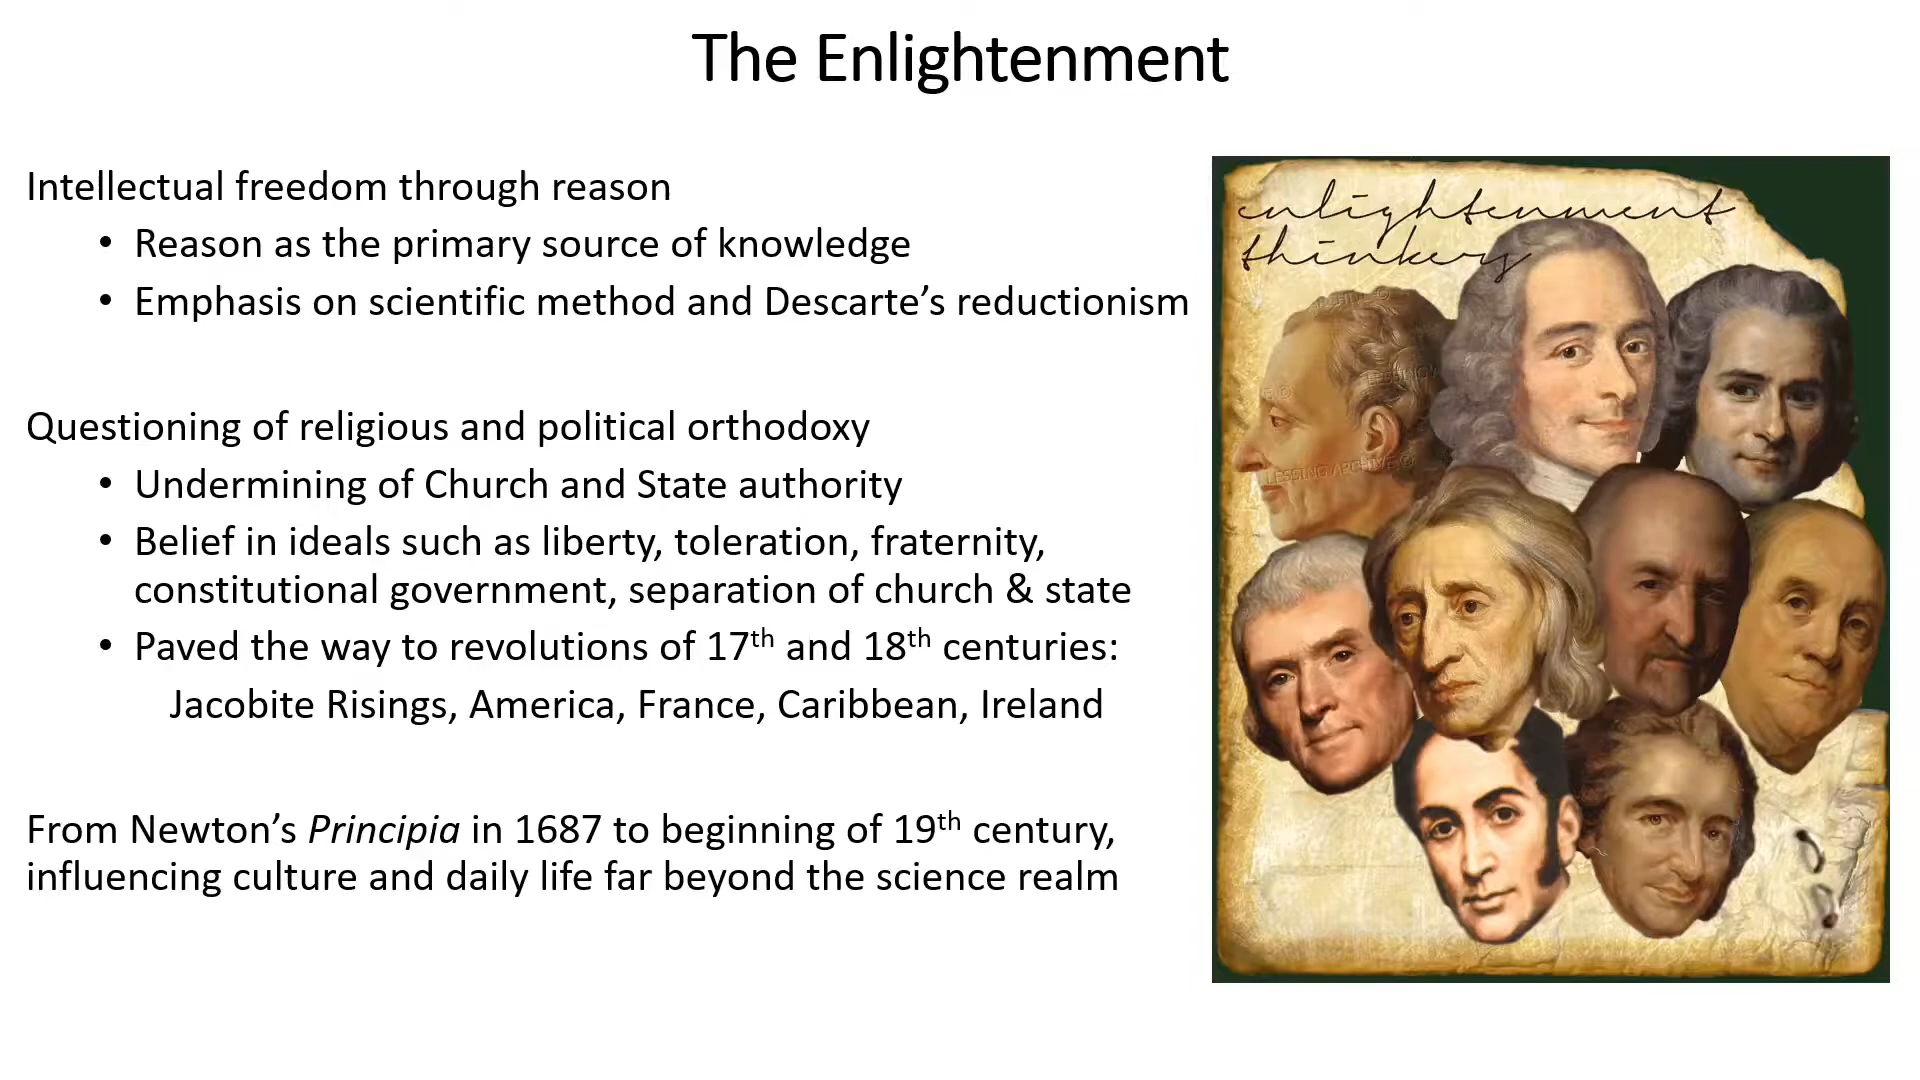 The Enlightenment
Intellectual freedom through reason
• Reason as the primary source of knowledge
• Emphasis on scientific method and Descarte’s reductionism
Questioning of religious and political orthodoxy
• Undermining of Church and State authority
• Belief in ideals such as liberty, toleration, fraternity,
constitutional government, separation of church & state
• Paved the way to revolutions of 17th and 18th centuries:
Jacobite Risings, America, France, Caribbean, Ireland
From Newton’s Principia in 1687 to beginning of 19th century,
influencing culture and daily life far beyond the science realm
enlightenment
thinkers
LESSING ARCHIVE ©